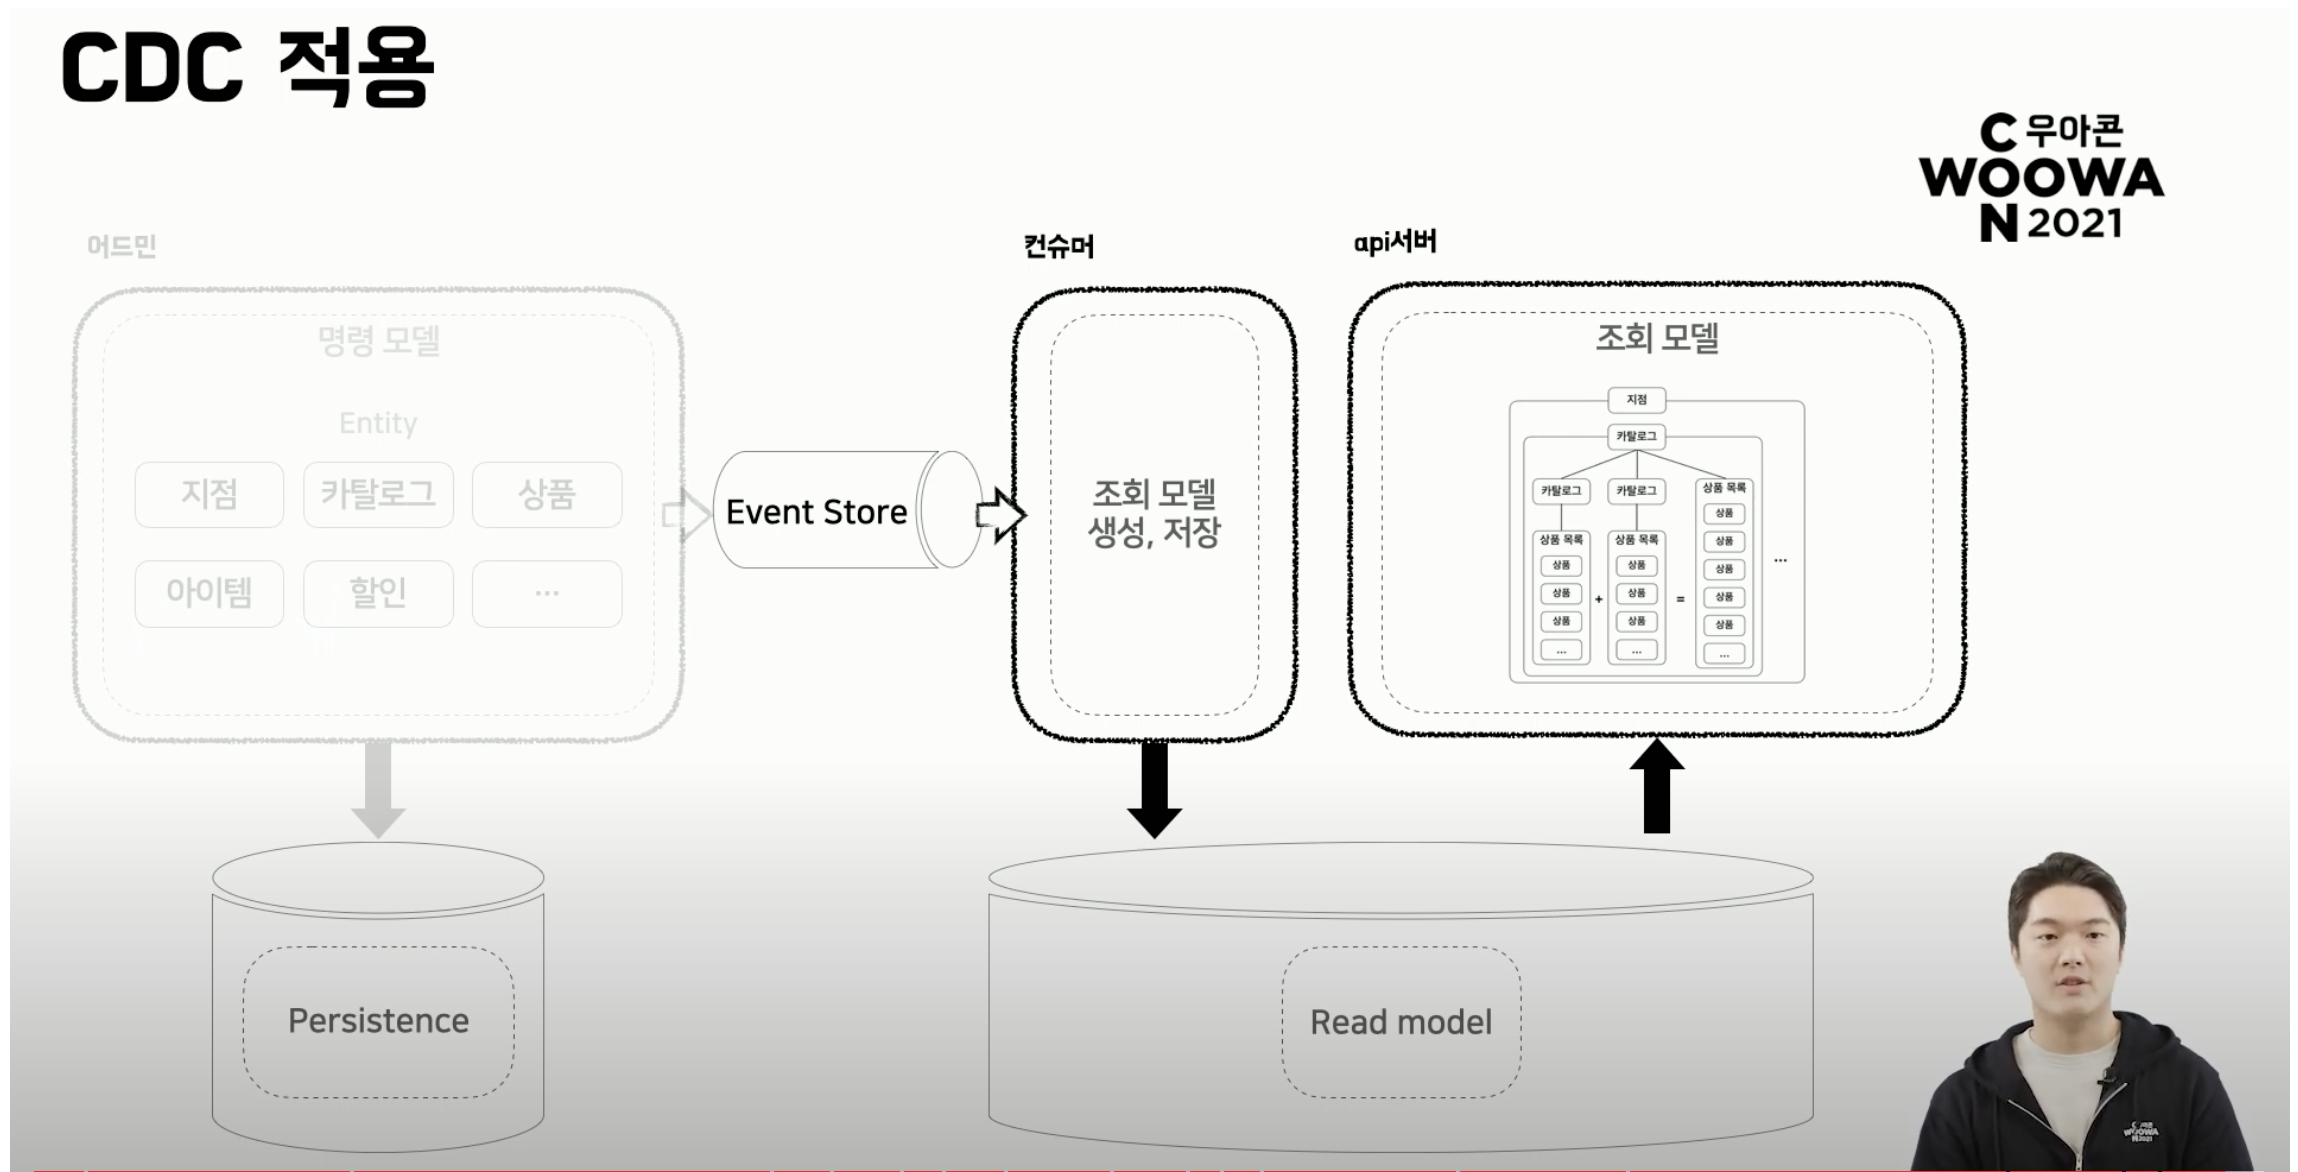 CDC 적용
C 우아콘
WOOWA
N 2021
어드민
명령 모델
Entity
지점
카탈로그
상품
아이템
할인
...
Event Store
컨슈머
조회 모델
생성, 저장
api서버
조회 모델
지점
카탈로그
카탈로그
카탈로그
상품 목록
상품
상품
상품
상품
상품
...
상품 목록
상품
상품
상품
...
+
상품 목록
상품
상품
상품
...
=
...
Persistence
Read model
C 우아콘
WOOWA
N 2021